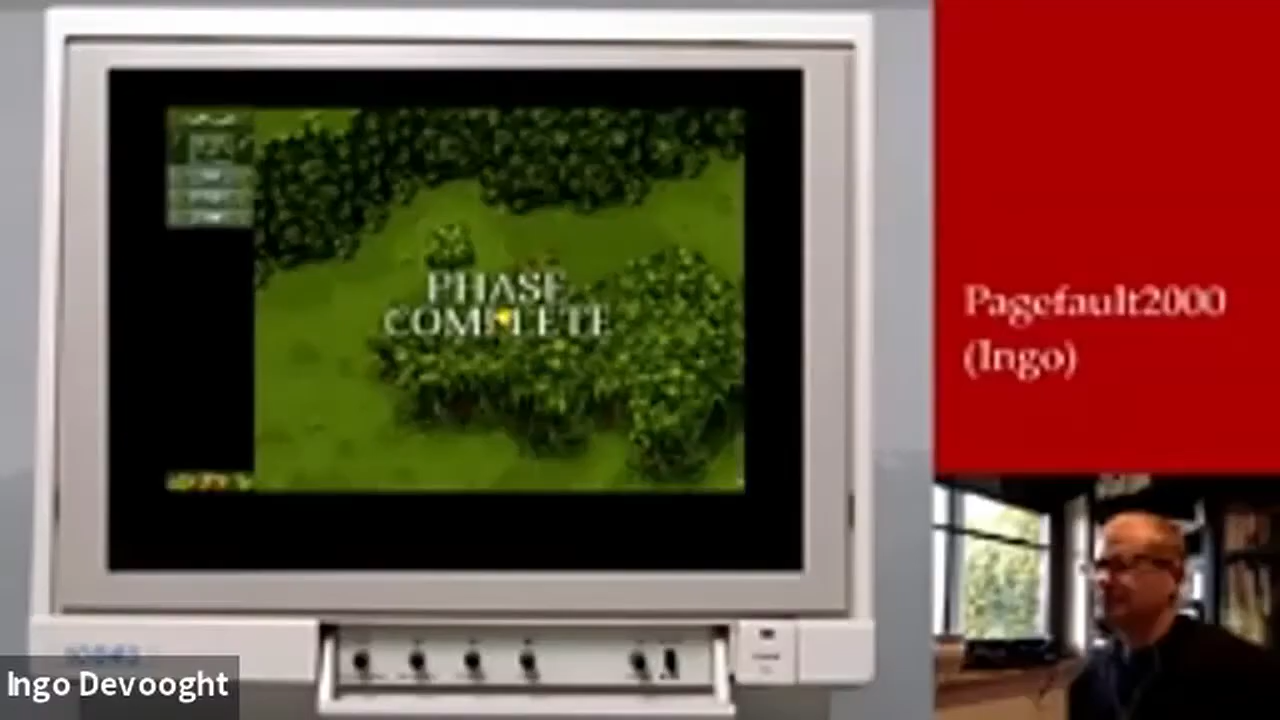 PHASE
COMPLETE
Pagefault2000
(Ingo)
Ingo Devooght